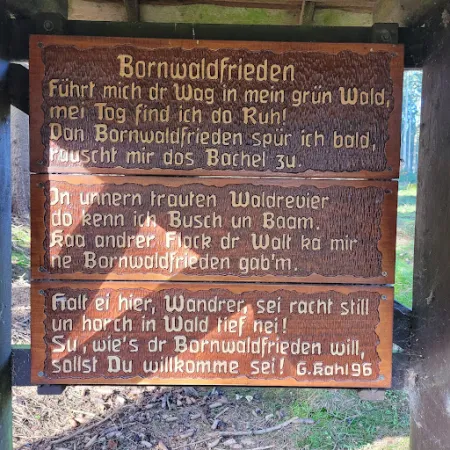 Bornwaldfrieden
Führt mich dr Wag in mein grün Wald,
mei Tog find ich do Ruh!
Dan Bornwaldfrieden spür ich bald,
rauscht mir dos Bachel zu.
In unnern trauten Waldrevier
do kenn ich Busch un Baam.
Kaa andrer Flack dr Walt ka mir
ne Bornwaldfrieden gab'm.
Halt ei hier, Wandrer, sei racht still
un horch in Wald tief nei!
Su, wie's dr Bornwaldfrieden will,
sollst Du willkomme sei! G. Kahl 96